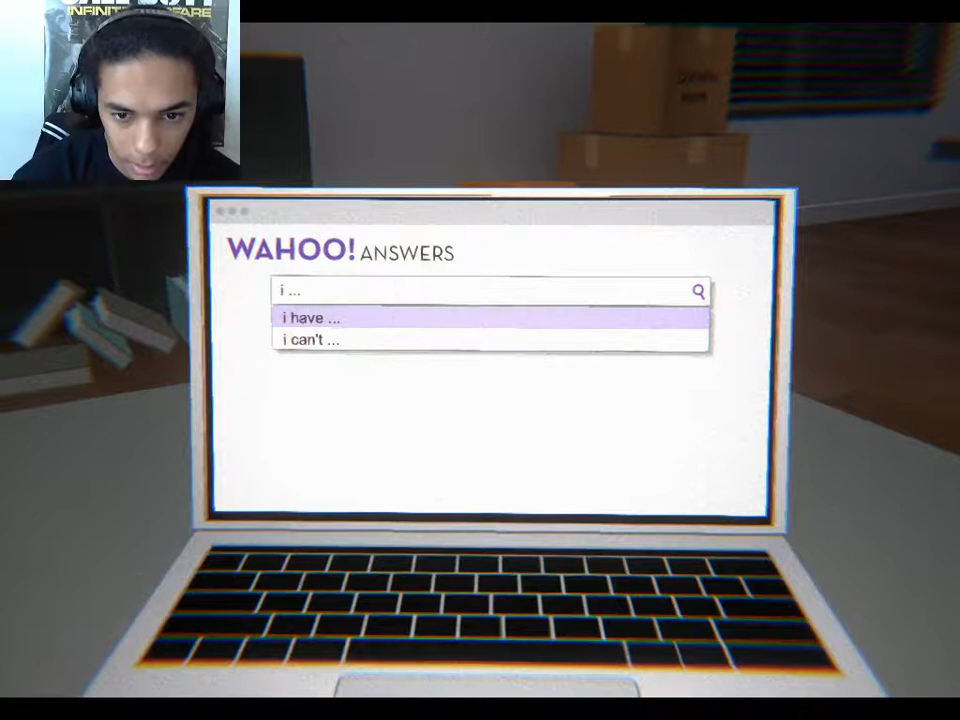 INFINITE WARFARE
WAHOO! ANSWERS
i ...
i have ...
i can't ...